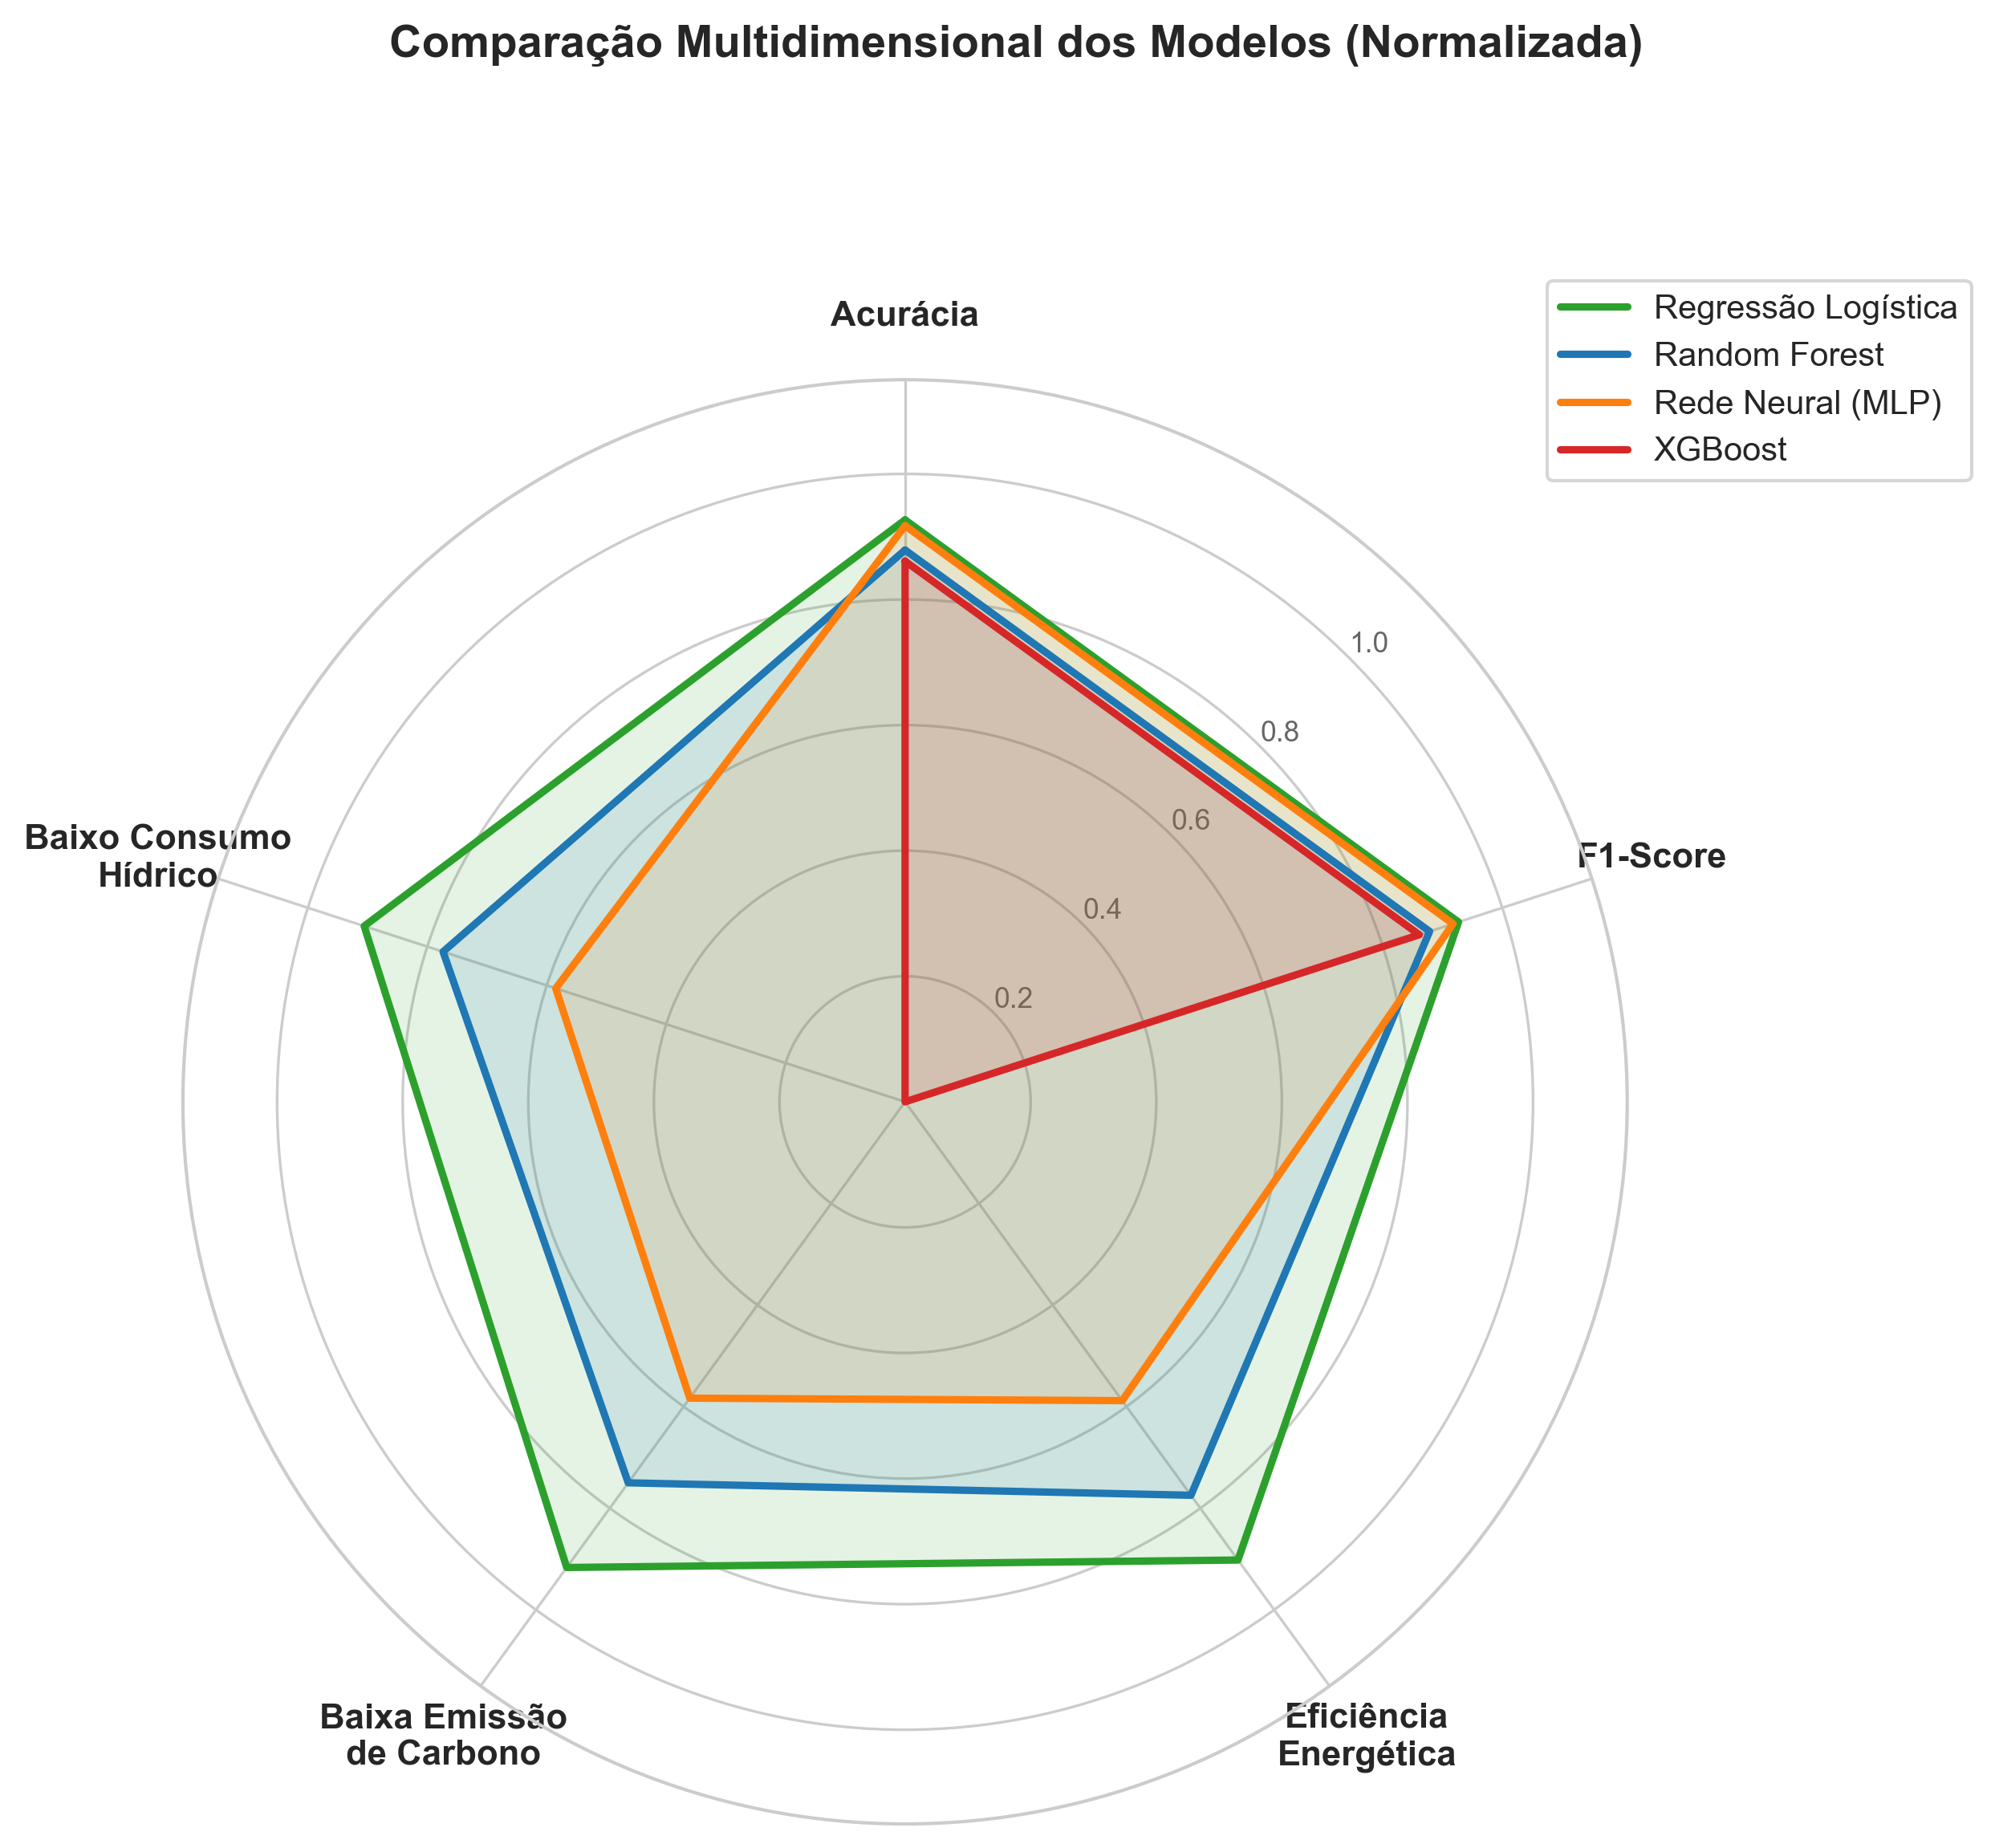 Comparação Multidimensional dos Modelos (Normalizada)
Regressão Logística
Random Forest
Rede Neural (MLP)
XGBoost
Acurácia
1.0
0.8
0.6
0.4
0.2
Baixo Consumo
Hídrico
F1-Score
Baixa Emissão
de Carbono
Eficiência
Energética